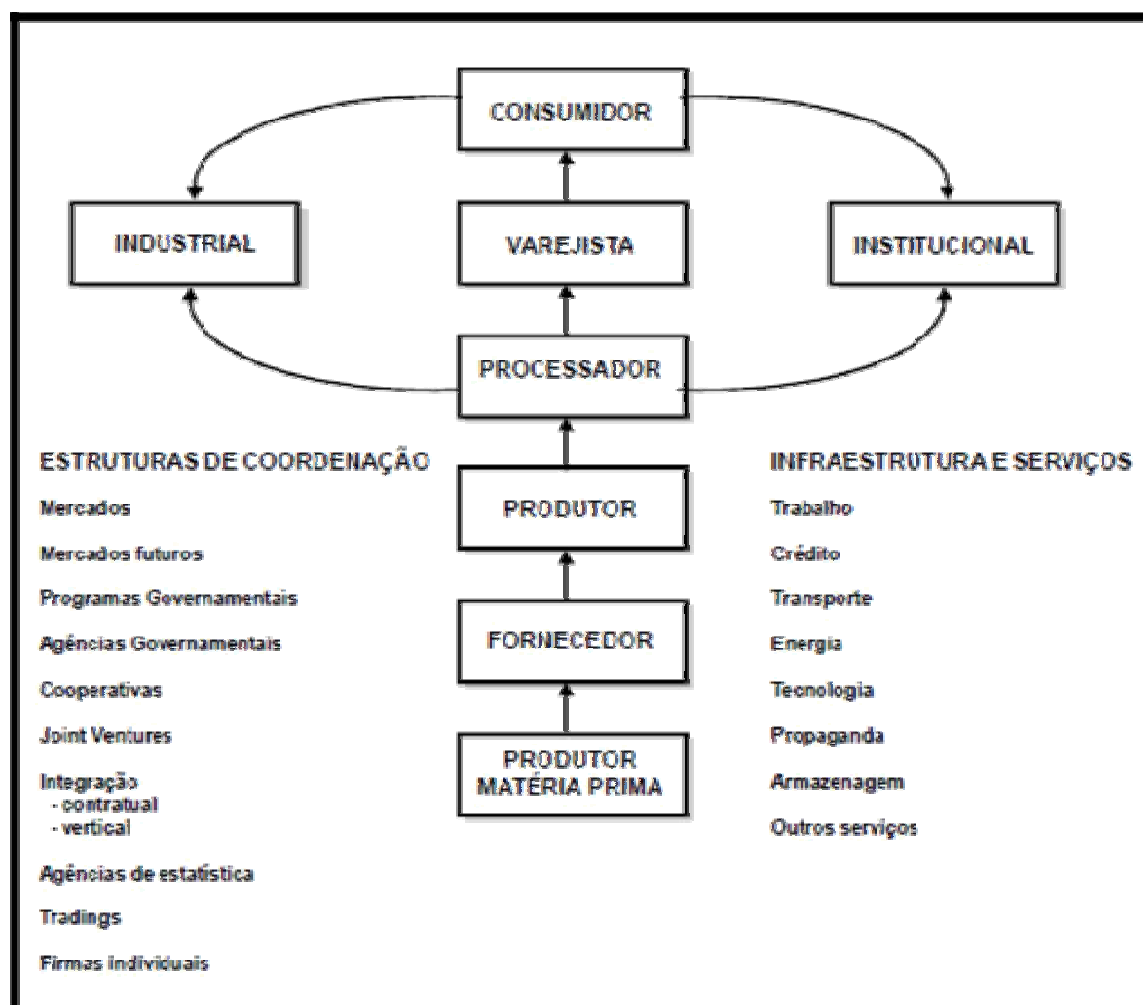 CONSUMIDOR
INDUSTRIAL
VAREJISTA
INSTITUCIONAL
PROCESSADOR
ESTRUTURAS DE COORDENAÇÃO
Mercados
Mercados futuros
Programas Governamentais
Agências Governamentais
Cooperativas
Joint Ventures
Integração
- contratual
- vertical
Agências de estatística
Tradings
Firmas individuais
PRODUTOR
FORNECEDOR
PRODUTOR
MATÉRIA PRIMA
INFRAESTRUTURA E SERVIÇOS
Trabalho
Crédito
Transporte
Energia
Tecnologia
Propaganda
Armazenagem
Outros serviços